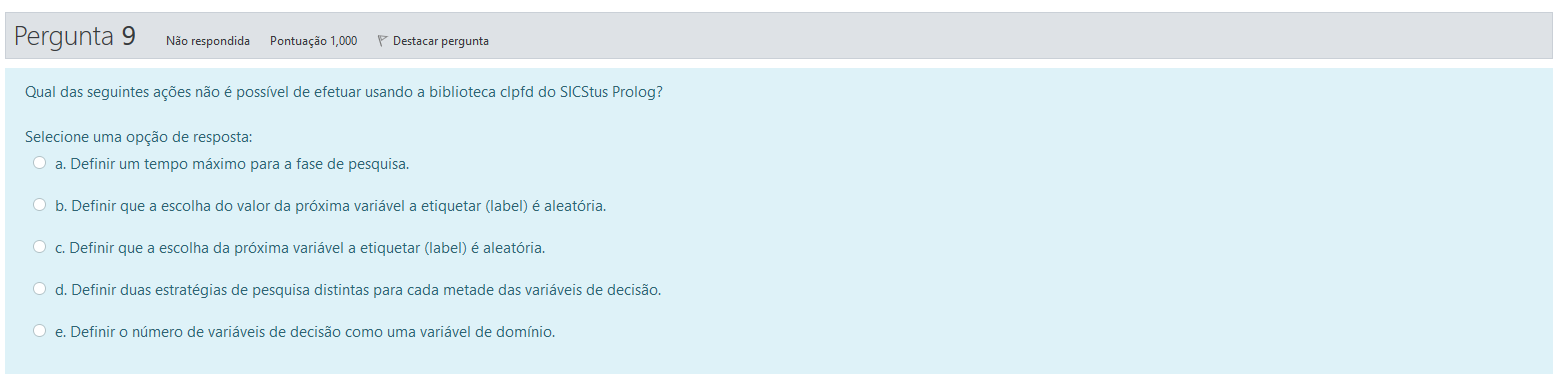 Pergunta 9 Não respondida Pontuação 1,000 Destacar pergunta
Qual das seguintes ações não é possível de efetuar usando a biblioteca clpfd do SICStus Prolog?
Selecione uma opção de resposta:
a. Definir um tempo máximo para a fase de pesquisa.
b. Definir que a escolha do valor da próxima variável a etiquetar (label) é aleatória.
c. Definir que a escolha da próxima variável a etiquetar (label) é aleatória.
d. Definir duas estratégias de pesquisa distintas para cada metade das variáveis de decisão.
e. Definir o número de variáveis de decisão como uma variável de domínio.